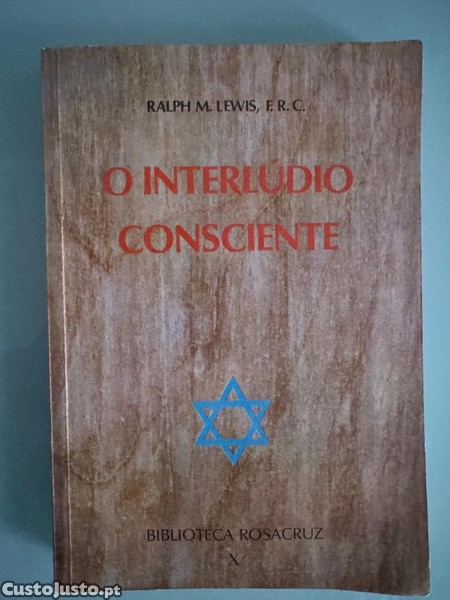 RALPH M. LEWIS, F. R. C.
O INTERLÚDIO
CONSCIENTE
BIBLIOTECA ROSACRUZ
X
CustoJusto.pt